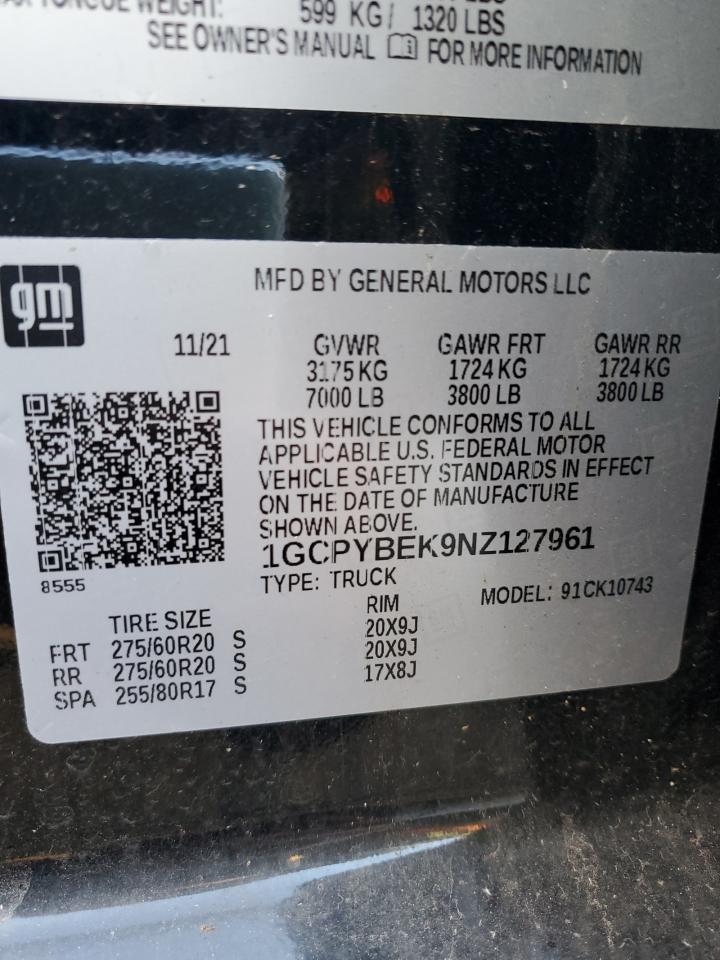 TONGUE WEIGHT: 599 KG / 1320 LBS
SEE OWNER'S MANUAL FOR MORE INFORMATION
gm
MFD BY GENERAL MOTORS LLC
11/21 GVWR GAWR FRT GAWR RR
3175 KG 1724 KG 1724 KG
7000 LB 3800 LB 3800 LB
THIS VEHICLE CONFORMS TO ALL
APPLICABLE U.S. FEDERAL MOTOR
VEHICLE SAFETY STANDARDS IN EFFECT
ON THE DATE OF MANUFACTURE
SHOWN ABOVE.
1GCPYBEK9NZ127961
8555
TYPE: TRUCK MODEL: 91CK10743
TIRE SIZE RIM
FRT 275/60R20 S 20X9J
RR 275/60R20 S 20X9J
SPA 255/80R17 S 17X8J